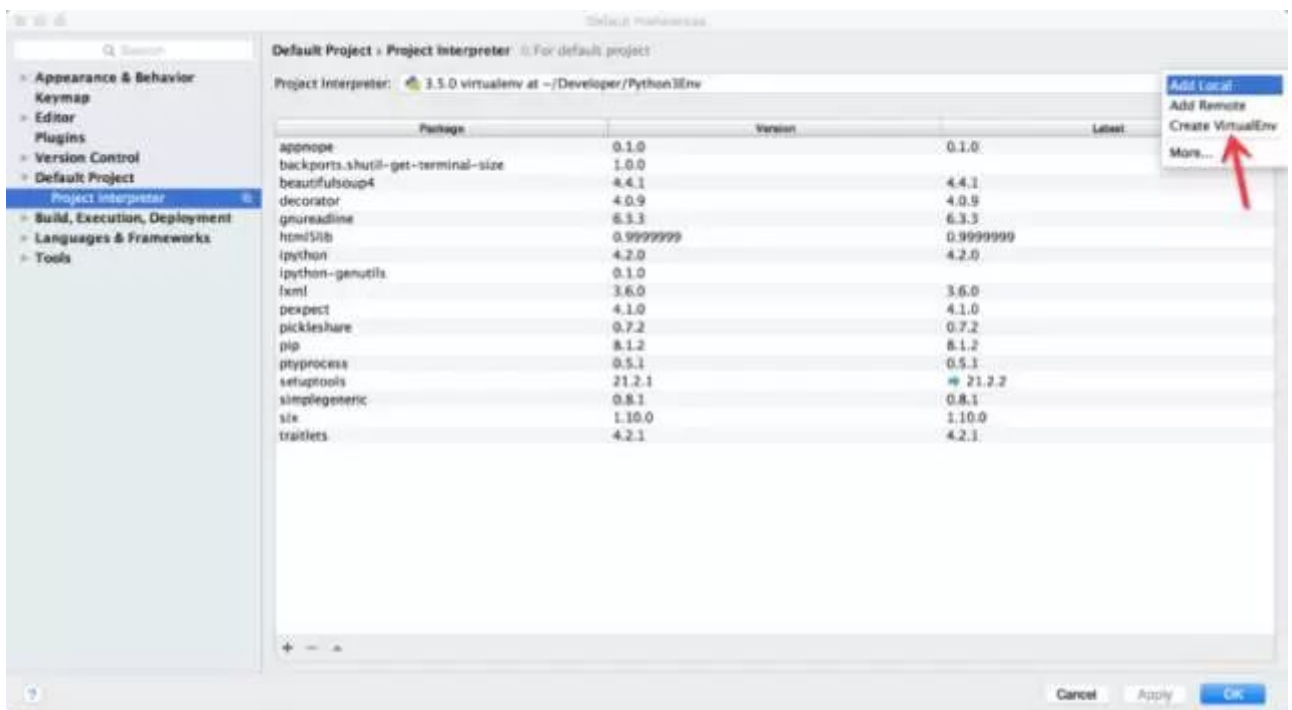 Default Preferences
Search
Appearance & Behavior
Keymap
Editor
Plugins
Version Control
Default Project
Project Interpreter
Build, Execution, Deployment
Languages & Frameworks
Tools
Default Project › Project Interpreter For default project
Project Interpreter: 3.5.0 virtualenv at ~/Developer/Python3Env
Add Local
Add Remote
Create VirtualEnv
More...
Package Version Latest
appnope 0.1.0 0.1.0
backports.shutil-get-terminal-size 1.0.0
beautifulsoup4 4.4.1 4.4.1
decorator 4.0.9 4.0.9
gnureadline 6.3.3 6.3.3
html5lib 0.9999999 0.9999999
ipython 4.2.0 4.2.0
ipython-genutils 0.1.0
lxml 3.6.0 3.6.0
pexpect 4.1.0 4.1.0
pickleshare 0.7.2 0.7.2
pip 8.1.2 8.1.2
ptyprocess 0.5.1 0.5.1
setuptools 21.2.1 21.2.2
simplegeneric 0.8.1 0.8.1
six 1.10.0 1.10.0
traitlets 4.2.1 4.2.1
+ −
? Cancel Apply OK